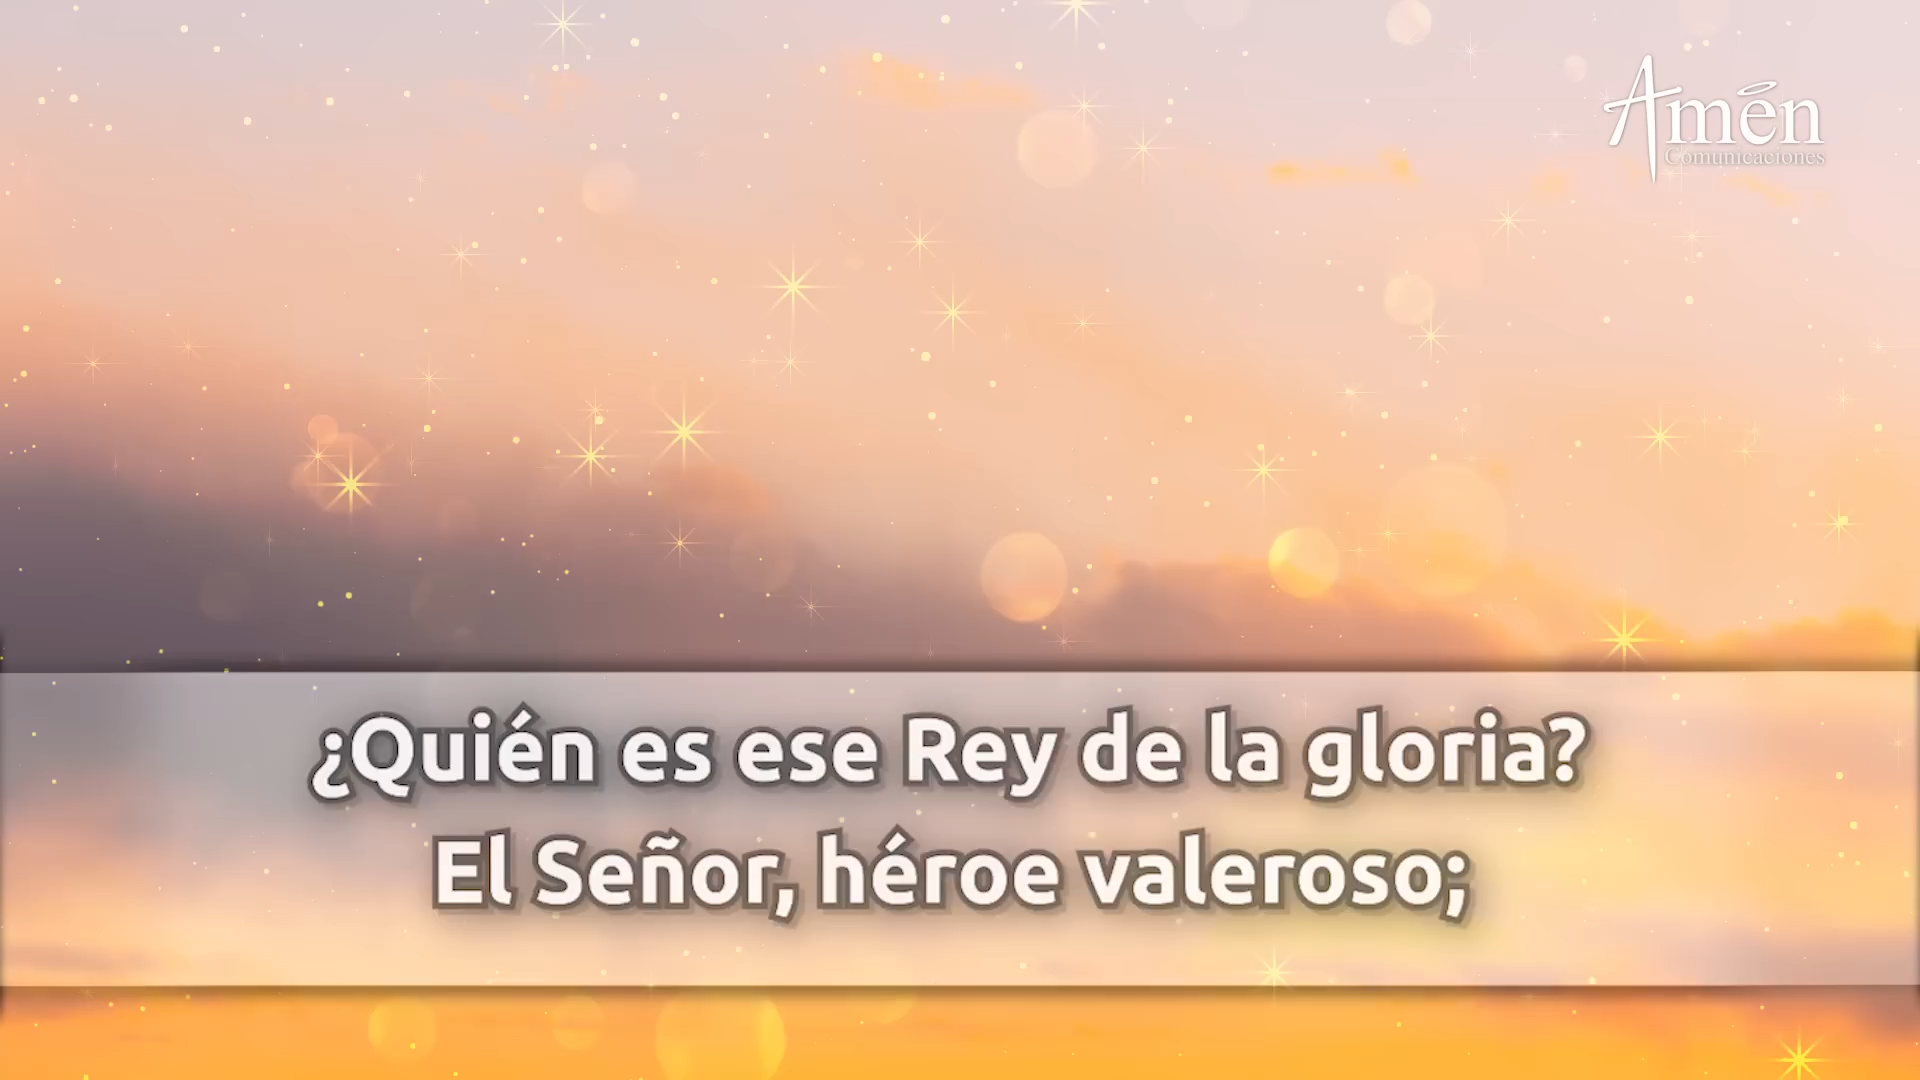 Amén
Comunicaciones
¿Quién es ese Rey de la gloria?
El Señor, héroe valeroso;